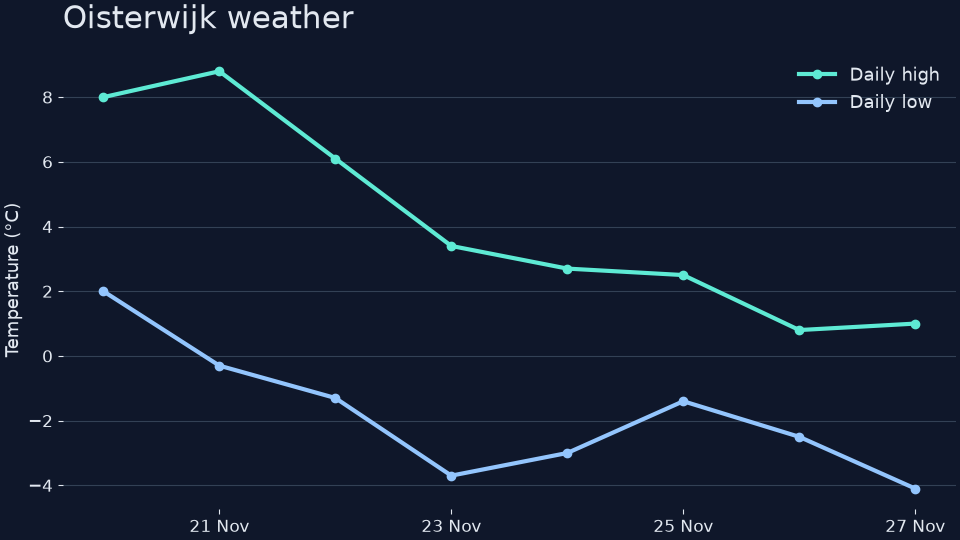 Oisterwijk weather
Daily high
Daily low
Temperature (°C)
8
6
4
2
0
−2
−4
21 Nov
23 Nov
25 Nov
27 Nov